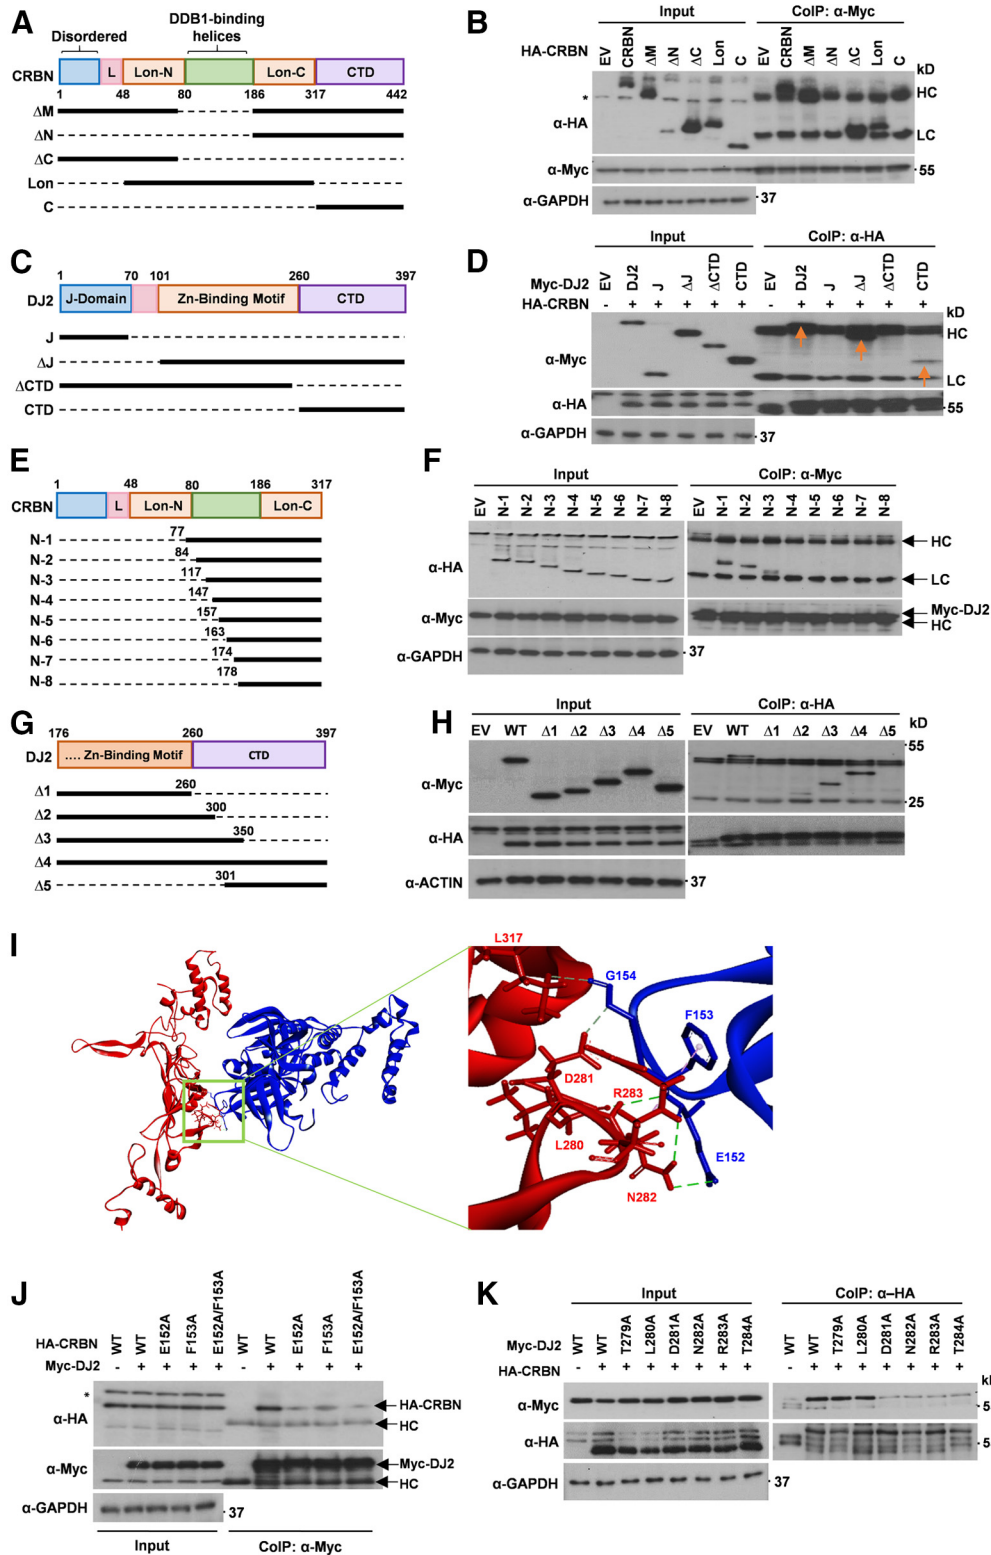 A
Disordered
DDB1-binding
helices
CRBN
L
Lon-N
Lon-C
CTD
1 48 80 186 317 442
ΔM
ΔN
ΔC
Lon
C
B
Input
CoIP: α-Myc
HA-CRBN
EV CRBN ΔM ΔN ΔC Lon C
EV CRBN ΔM ΔN ΔC Lon C
kD
HC
*
α-HA
LC
α-Myc
55
α-GAPDH
37
C
1 70 101 260 397
DJ2
J-Domain
Zn-Binding Motif
CTD
J
ΔJ
ΔCTD
CTD
D
Input
CoIP: α-HA
Myc-DJ2
EV DJ2 J ΔJ ΔCTD CTD
EV DJ2 J ΔJ ΔCTD CTD
HA-CRBN
- + + + + +
- + + + + +
kD
HC
α-Myc
LC
α-HA
55
α-GAPDH
37
E
1 48 80 186 317
CRBN
L
Lon-N
Lon-C
N-1 77
N-2 84
N-3 117
N-4 147
N-5 157
N-6 163
N-7 174
N-8 178
F
Input
CoIP: α-Myc
EV N-1 N-2 N-3 N-4 N-5 N-6 N-7 N-8
EV N-1 N-2 N-3 N-4 N-5 N-6 N-7 N-8
HC
α-HA
LC
α-Myc
Myc-DJ2
HC
α-GAPDH
37
G
176 260 397
DJ2
.... Zn-Binding Motif
CTD
Δ1 260
Δ2 300
Δ3 350
Δ4
Δ5 301
H
Input
CoIP: α-HA
EV WT Δ1 Δ2 Δ3 Δ4 Δ5
EV WT Δ1 Δ2 Δ3 Δ4 Δ5
kD
55
α-Myc
25
α-HA
α-ACTIN
37
I
L317
G154
F153
D281
R283
L280
E152
N282
J
HA-CRBN
WT WT E152A F153A E152A/F153A
WT WT E152A F153A E152A/F153A
Myc-DJ2
- + + + +
- + + + +
*
α-HA
HA-CRBN
HC
α-Myc
Myc-DJ2
HC
α-GAPDH
37
Input
CoIP: α-Myc
K
Input
CoIP: α–HA
Myc-DJ2
WT WT T279A L280A D281A N282A R283A T284A
WT WT T279A L280A D281A N282A R283A T284A
HA-CRBN
- + + + + + + +
- + + + + + + +
α-Myc
α-HA
α-GAPDH
37